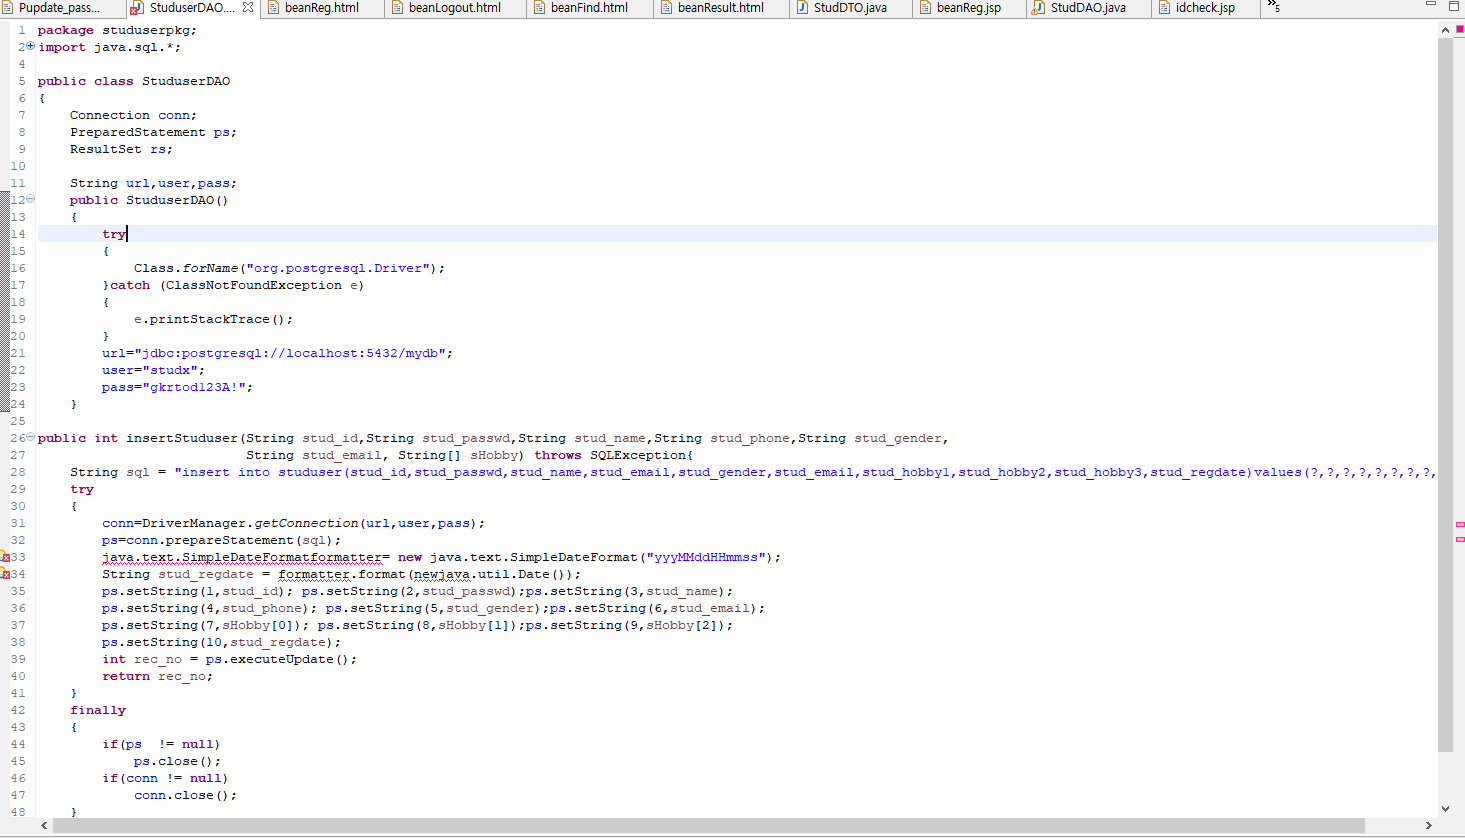 Pupdate_pass...
StuduserDAO....
beanReg.html
beanLogout.html
beanFind.html
beanResult.html
StudDTO.java
beanReg.jsp
StudDAO.java
idcheck.jsp
»5
1 package studuserpkg;
2 import java.sql.*;
4
5 public class StuduserDAO
6 {
7 Connection conn;
8 PreparedStatement ps;
9 ResultSet rs;
10
11 String url,user,pass;
12 public StuduserDAO()
13 {
14 try
15 {
16 Class.forName("org.postgresql.Driver");
17 }catch (ClassNotFoundException e)
18 {
19 e.printStackTrace();
20 }
21 url="jdbc:postgresql://localhost:5432/mydb";
22 user="studx";
23 pass="gkrtod123A!";
24 }
25
26 public int insertStuduser(String stud_id,String stud_passwd,String stud_name,String stud_phone,String stud_gender,
27 String stud_email, String[] sHobby) throws SQLException{
28 String sql = "insert into studuser(stud_id,stud_passwd,stud_name,stud_email,stud_gender,stud_email,stud_hobby1,stud_hobby2,stud_hobby3,stud_regdate)values(?,?,?,?,?,?,?,?,
29 try
30 {
31 conn=DriverManager.getConnection(url,user,pass);
32 ps=conn.prepareStatement(sql);
33 java.text.SimpleDateFormatformatter= new java.text.SimpleDateFormat("yyyMMddHHmmss");
34 String stud_regdate = formatter.format(newjava.util.Date());
35 ps.setString(1,stud_id); ps.setString(2,stud_passwd);ps.setString(3,stud_name);
36 ps.setString(4,stud_phone); ps.setString(5,stud_gender);ps.setString(6,stud_email);
37 ps.setString(7,sHobby[0]); ps.setString(8,sHobby[1]);ps.setString(9,sHobby[2]);
38 ps.setString(10,stud_regdate);
39 int rec_no = ps.executeUpdate();
40 return rec_no;
41 }
42 finally
43 {
44 if(ps != null)
45 ps.close();
46 if(conn != null)
47 conn.close();
48 }